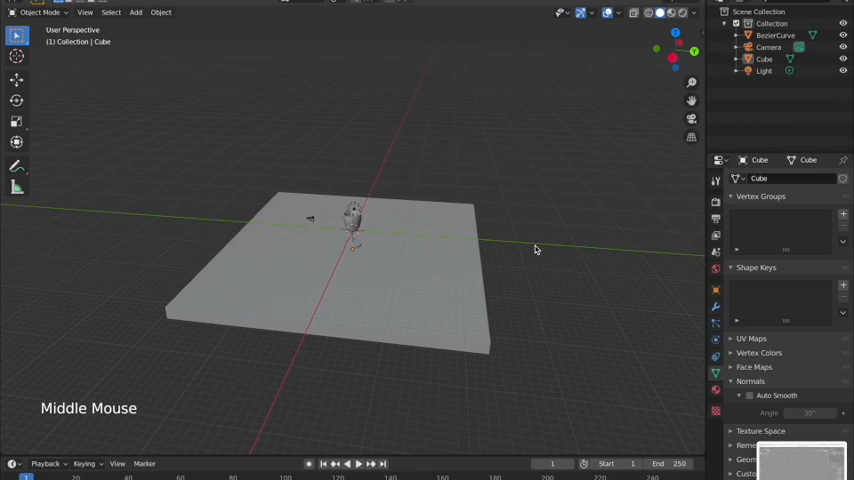 Object Mode View Select Add Object
User Perspective
(1) Collection | Cube
Z
Y
Middle Mouse
Scene Collection
Collection
BezierCurve
Camera
Cube
Light
Cube Cube
Cube
Vertex Groups
Shape Keys
UV Maps
Vertex Colors
Face Maps
Normals
Auto Smooth
Angle 30°
Texture Space
Playback Keying View Marker 1 Start 1 End 250
1 20 40 60 80 100 120 140 160 180 200 220 240